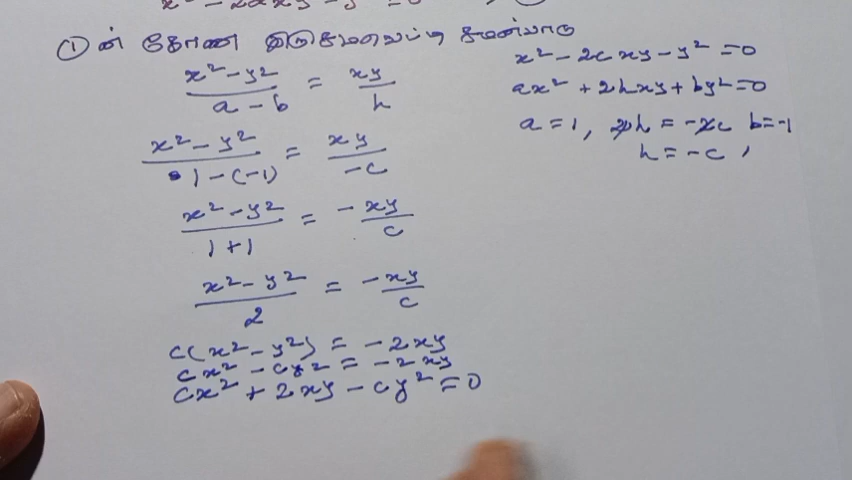 ① ன் கோண இருசமவெட்டி சமன்பாடு
x² - y² / a - b = xy / h
x² - y² / 1 - (-1) = xy / -c
x² - y² / 1 + 1 = - xy / c
x² - y² / 2 = - xy / c
c(x² - y²) = - 2xy
cx² - cy² = - 2xy
cx² + 2xy - cy² = 0
x² - 2cxy - y² = 0
ax² + 2hxy + by² = 0
a = 1, 2h = -2c b = -1
h = -c,